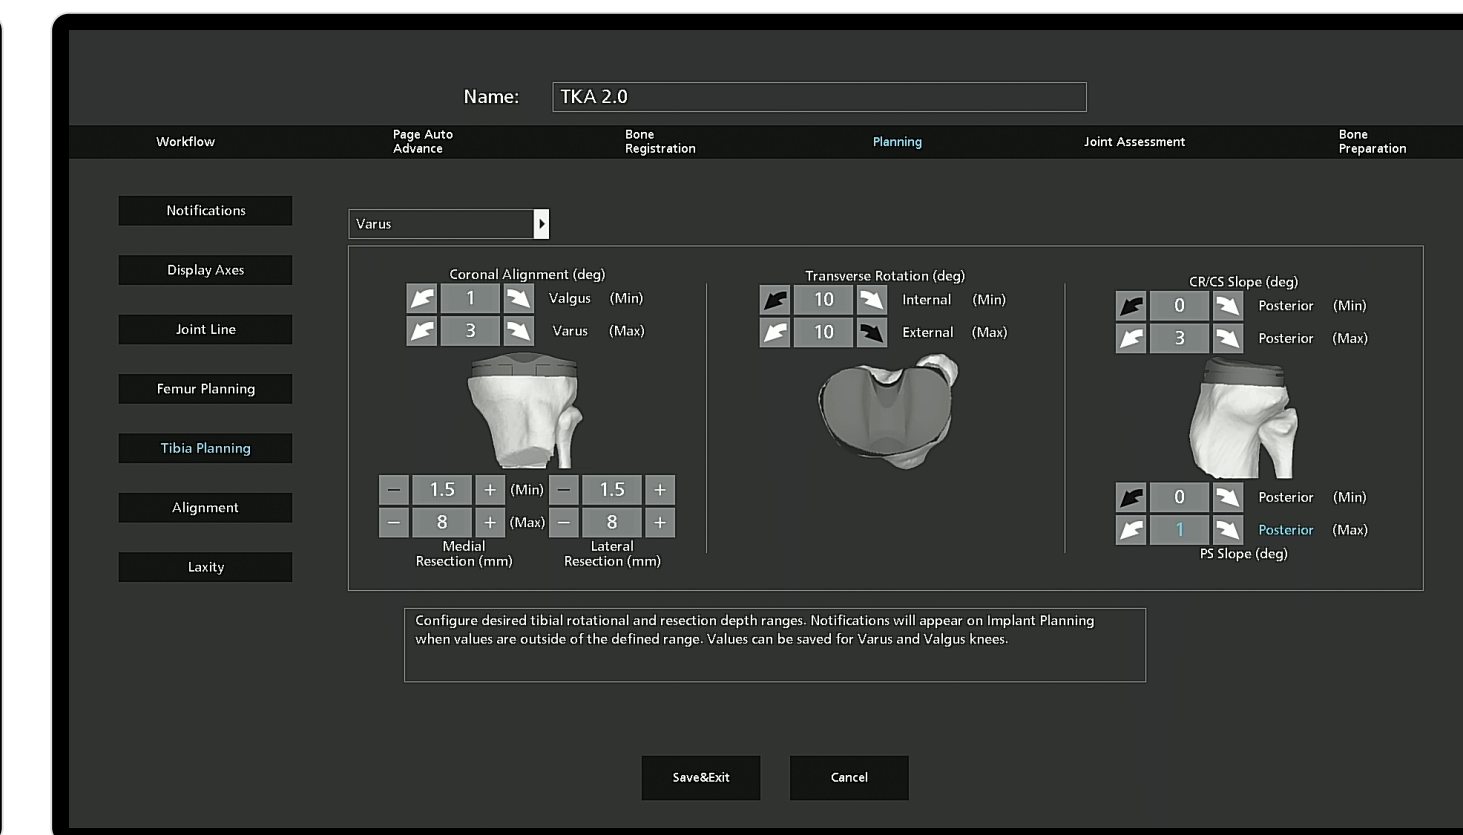 Name: TKA 2.0
Workflow
Page Auto
Advance
Bone
Registration
Planning
Joint Assessment
Bone
Preparation
Notifications
Display Axes
Joint Line
Femur Planning
Tibia Planning
Alignment
Laxity
Varus
Coronal Alignment (deg)
1 Valgus (Min)
3 Varus (Max)
− 1.5 + (Min) − 1.5 +
− 8 + (Max) − 8 +
Medial
Resection (mm)
Lateral
Resection (mm)
Transverse Rotation (deg)
10 Internal (Min)
10 External (Max)
CR/CS Slope (deg)
0 Posterior (Min)
3 Posterior (Max)
0 Posterior (Min)
1 Posterior (Max)
PS Slope (deg)
Configure desired tibial rotational and resection depth ranges. Notifications will appear on Implant Planning
when values are outside of the defined range. Values can be saved for Varus and Valgus knees.
Save&Exit
Cancel